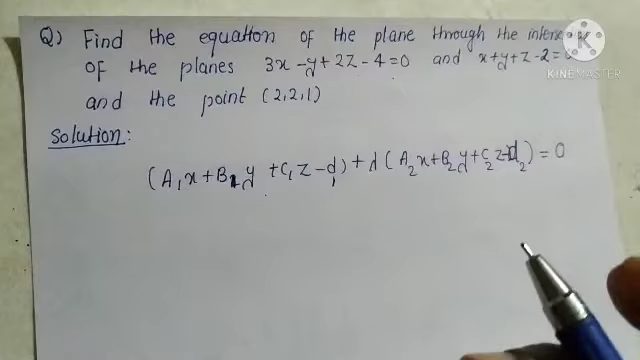 Q) Find the equation of the plane through the
of the planes 3x-y+2z-4=0 and x+y+z-2=0
KINEMASTER
and the point (2,2,1)
Solution:
(A₁x+B₁y+C₁z-d₁)+λ(A₂x+B₂y+C₂z-d₂)=0